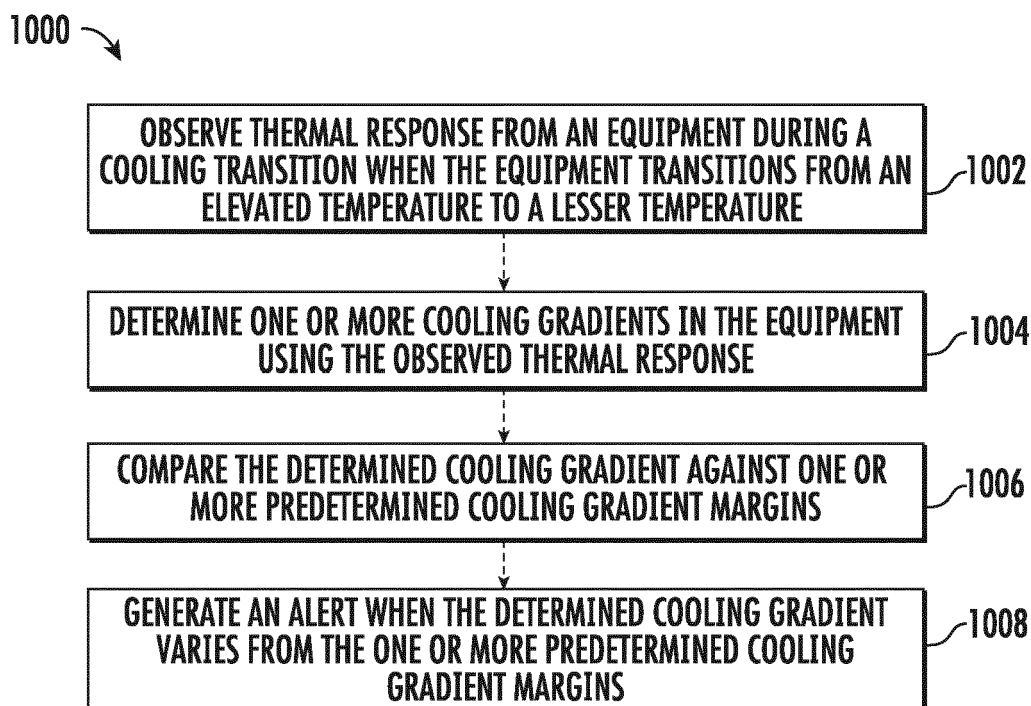 1000
OBSERVE THERMAL RESPONSE FROM AN EQUIPMENT DURING A
COOLING TRANSITION WHEN THE EQUIPMENT TRANSITIONS FROM AN
ELEVATED TEMPERATURE TO A LESSER TEMPERATURE
1002
DETERMINE ONE OR MORE COOLING GRADIENTS IN THE EQUIPMENT
USING THE OBSERVED THERMAL RESPONSE
1004
COMPARE THE DETERMINED COOLING GRADIENT AGAINST ONE OR
MORE PREDETERMINED COOLING GRADIENT MARGINS
1006
GENERATE AN ALERT WHEN THE DETERMINED COOLING GRADIENT
VARIES FROM THE ONE OR MORE PREDETERMINED COOLING
GRADIENT MARGINS
1008